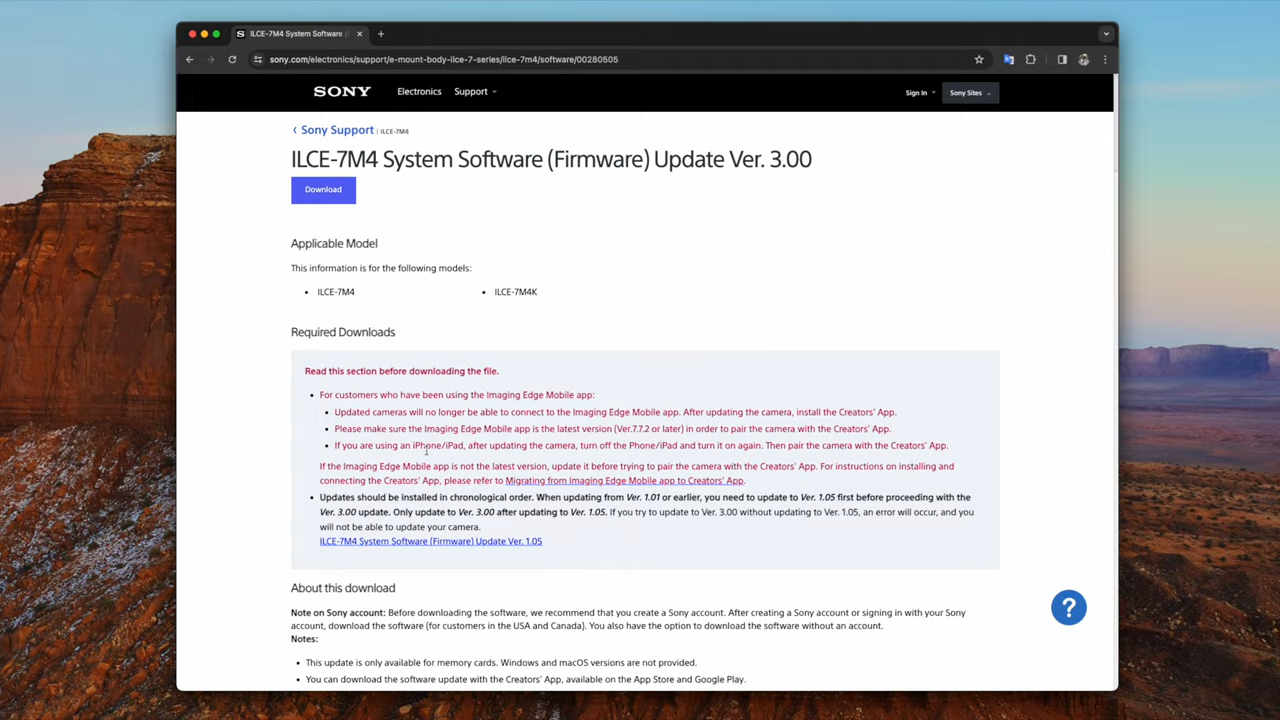 ILCE-7M4 System Software (
sony.com/electronics/support/e-mount-body-ilce-7-series/ilce-7m4/software/00280505
SONY Electronics Support Sign In Sony Sites
Sony Support | ILCE-7M4
ILCE-7M4 System Software (Firmware) Update Ver. 3.00
Download
Applicable Model
This information is for the following models:
• ILCE-7M4 • ILCE-7M4K
Required Downloads
Read this section before downloading the file.
• For customers who have been using the Imaging Edge Mobile app:
• Updated cameras will no longer be able to connect to the Imaging Edge Mobile app. After updating the camera, install the Creators' App.
• Please make sure the Imaging Edge Mobile app is the latest version (Ver.7.7.2 or later) in order to pair the camera with the Creators' App.
• If you are using an iPhone/iPad, after updating the camera, turn off the Phone/iPad and turn it on again. Then pair the camera with the Creators' App.
If the Imaging Edge Mobile app is not the latest version, update it before trying to pair the camera with the Creators' App. For instructions on installing and
connecting the Creators' App, please refer to Migrating from Imaging Edge Mobile app to Creators' App.
• Updates should be installed in chronological order. When updating from Ver. 1.01 or earlier, you need to update to Ver. 1.05 first before proceeding with the
Ver. 3.00 update. Only update to Ver. 3.00 after updating to Ver. 1.05. If you try to update to Ver. 3.00 without updating to Ver. 1.05, an error will occur, and you
will not be able to update your camera.
ILCE-7M4 System Software (Firmware) Update Ver. 1.05
About this download
Note on Sony account: Before downloading the software, we recommend that you create a Sony account. After creating a Sony account or signing in with your Sony
account, download the software (for customers in the USA and Canada). You also have the option to download the software without an account.
Notes:
• This update is only available for memory cards. Windows and macOS versions are not provided.
• You can download the software update with the Creators' App, available on the App Store and Google Play.
?